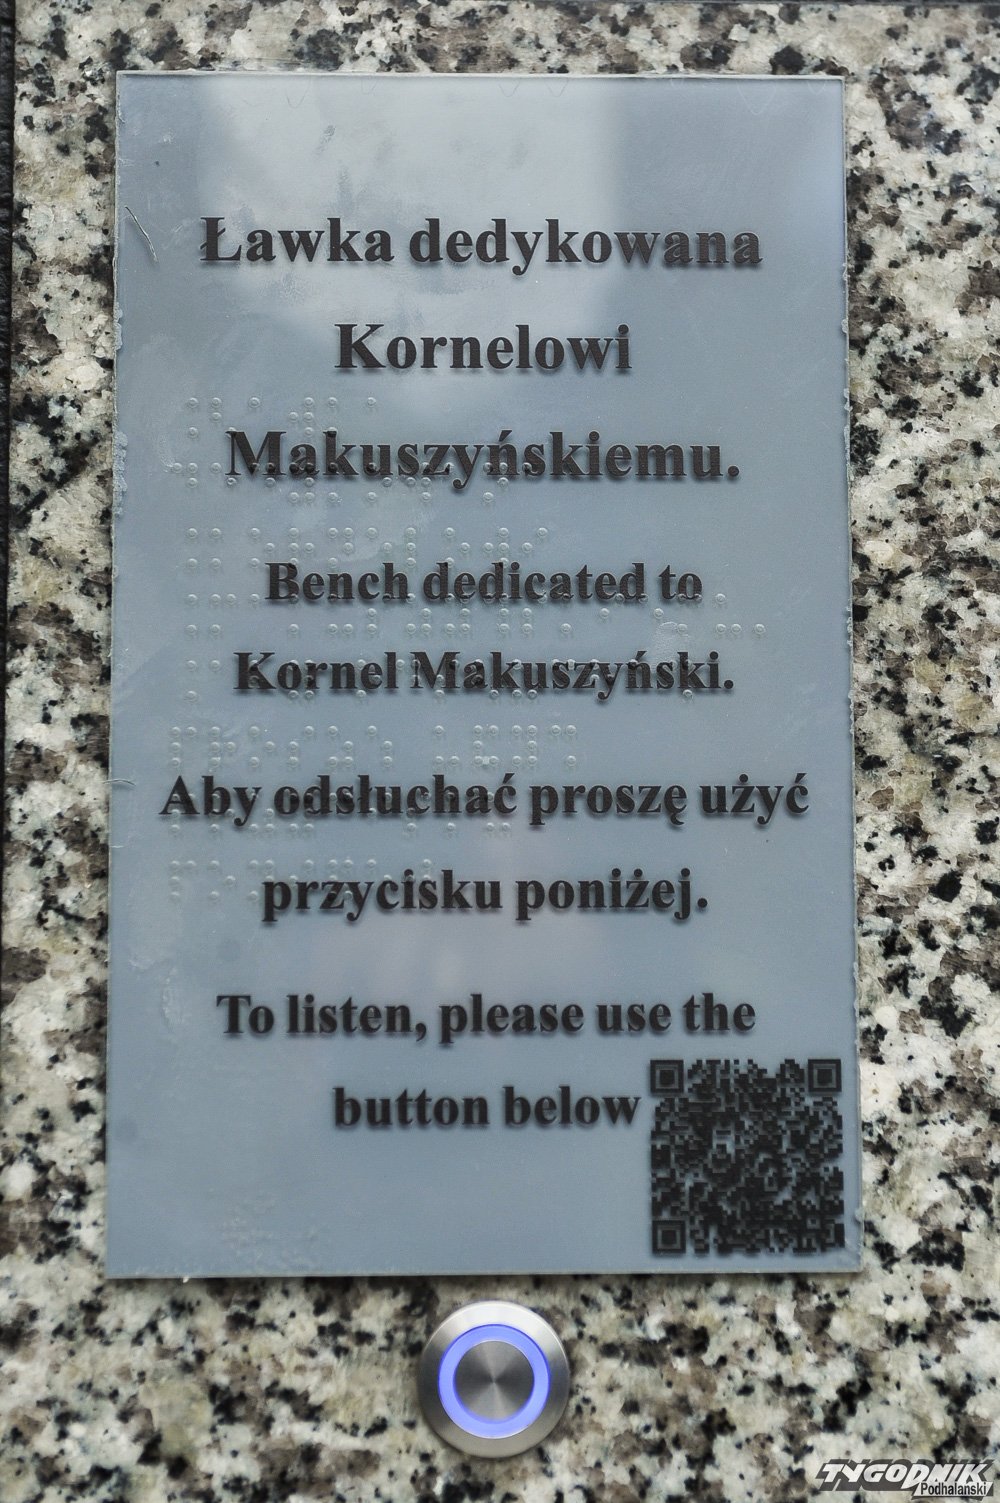 Ławka dedykowana
Kornelowi
Makuszyńskiemu.
Bench dedicated to
Kornel Makuszyński.
Aby odsłuchać proszę użyć
przycisku poniżej.
To listen, please use the
button below
TYGODNIK
Podhalański